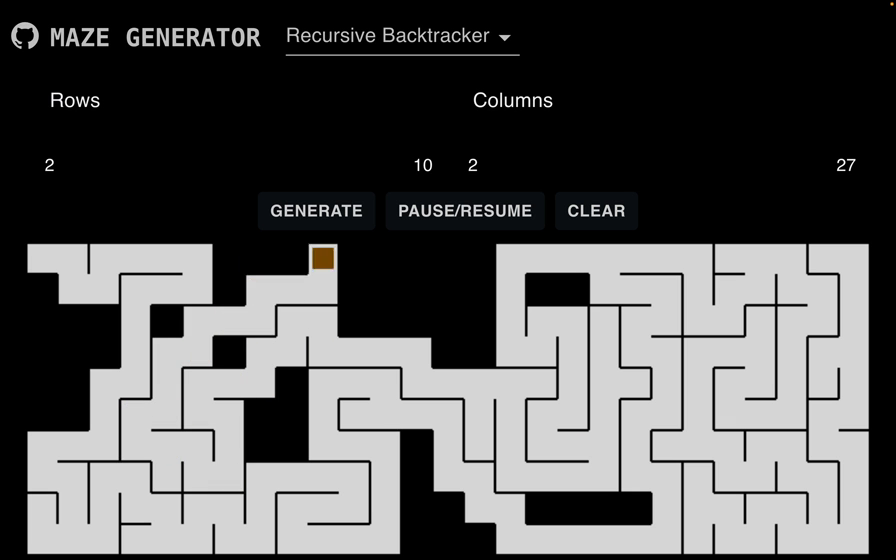 MAZE GENERATOR Recursive Backtracker
Rows Columns
2 10 2 27
GENERATE PAUSE/RESUME CLEAR